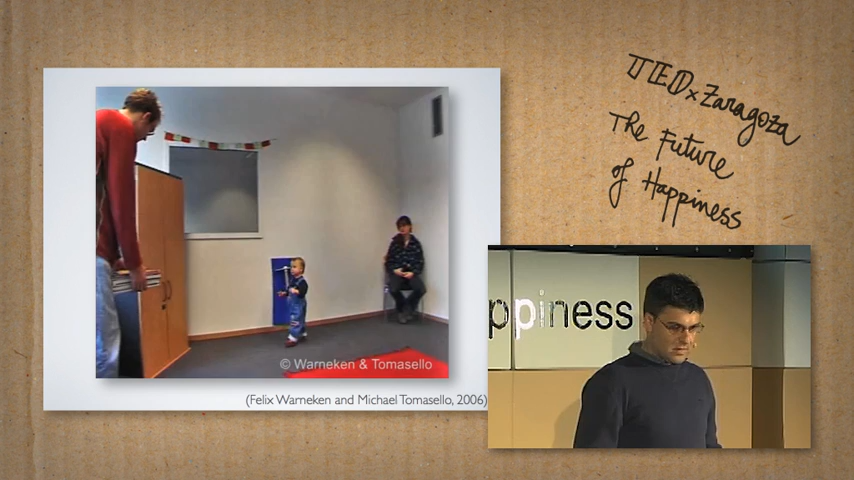 TEDxZaragoza
The Future
of Happiness
© Warneken & Tomasello
(Felix Warneken and Michael Tomasello, 2006)
ppiness